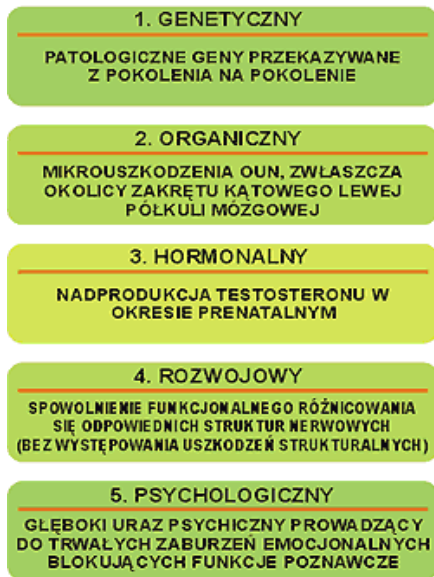 1. GENETYCZNY
PATOLOGICZNE GENY PRZEKAZYWANE
Z POKOLENIA NA POKOLENIE
2. ORGANICZNY
MIKROUSZKODZENIA OUN, ZWŁASZCZA
OKOLICY ZAKRĘTU KĄTOWEGO LEWEJ
PÓŁKULI MÓZGOWEJ
3. HORMONALNY
NADPRODUKCJA TESTOSTERONU W
OKRESIE PRENATALNYM
4. ROZWOJOWY
SPOWOLNIENIE FUNKCJONALNEGO RÓŻNICOWANIA
SIĘ ODPOWIEDNICH STRUKTUR NERWOWYCH
(BEZ WYSTĘPOWANIA USZKODZEŃ STRUKTURALNYCH)
5. PSYCHOLOGICZNY
GŁĘBOKI URAZ PSYCHICZNY PROWADZĄCY
DO TRWAŁYCH ZABURZEŃ EMOCJONALNYCH
BLOKUJĄCYCH FUNKCJE POZNAWCZE